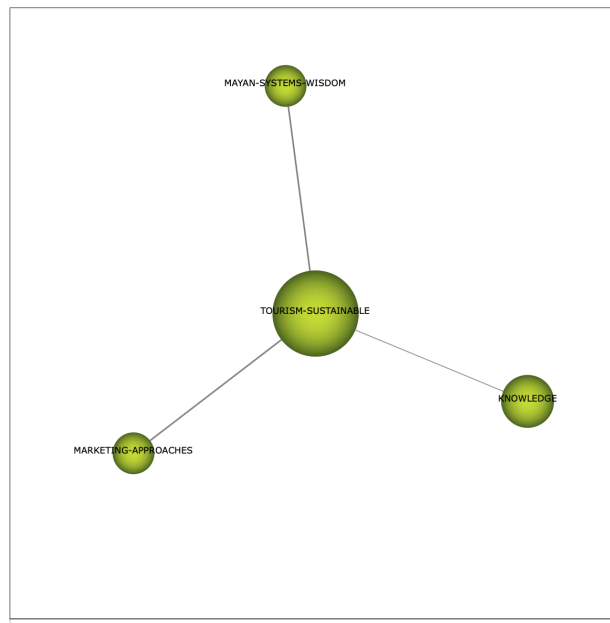 MAYAN-SYSTEMS-WISDOM
TOURISM-SUSTAINABLE
KNOWLEDGE
MARKETING-APPROACHES